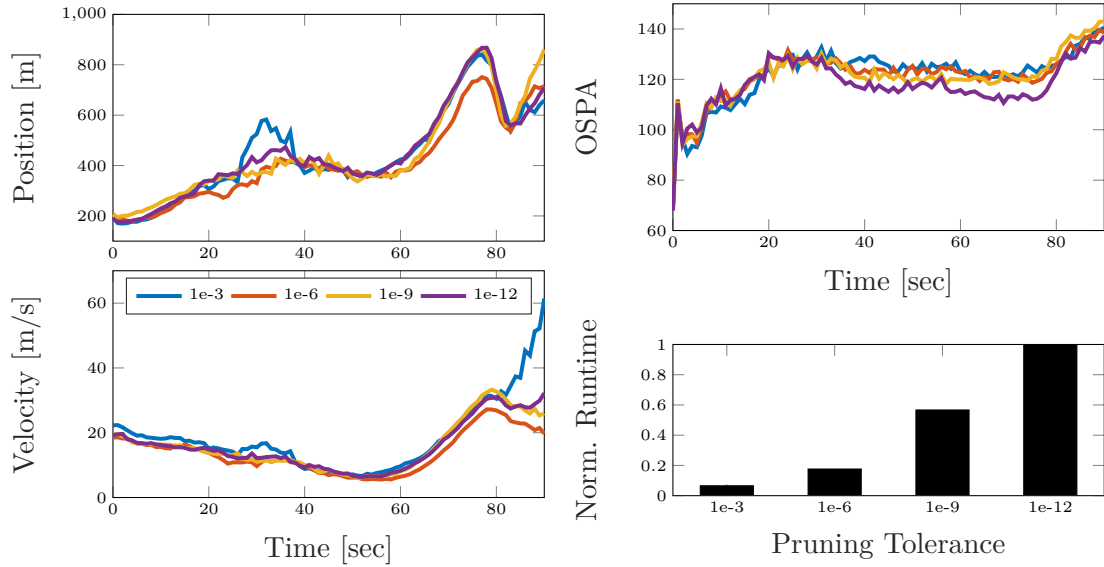 1,000
800
600
400
200
Position [m]
0 20 40 60 80
60
40
20
0
Velocity [m/s]
1e-3 1e-6 1e-9 1e-12
0 20 40 60 80
Time [sec]
140
120
100
80
60
OSPA
0 20 40 60 80
Time [sec]
1
0.8
0.6
0.4
0.2
0
Norm. Runtime
1e-3 1e-6 1e-9 1e-12
Pruning Tolerance